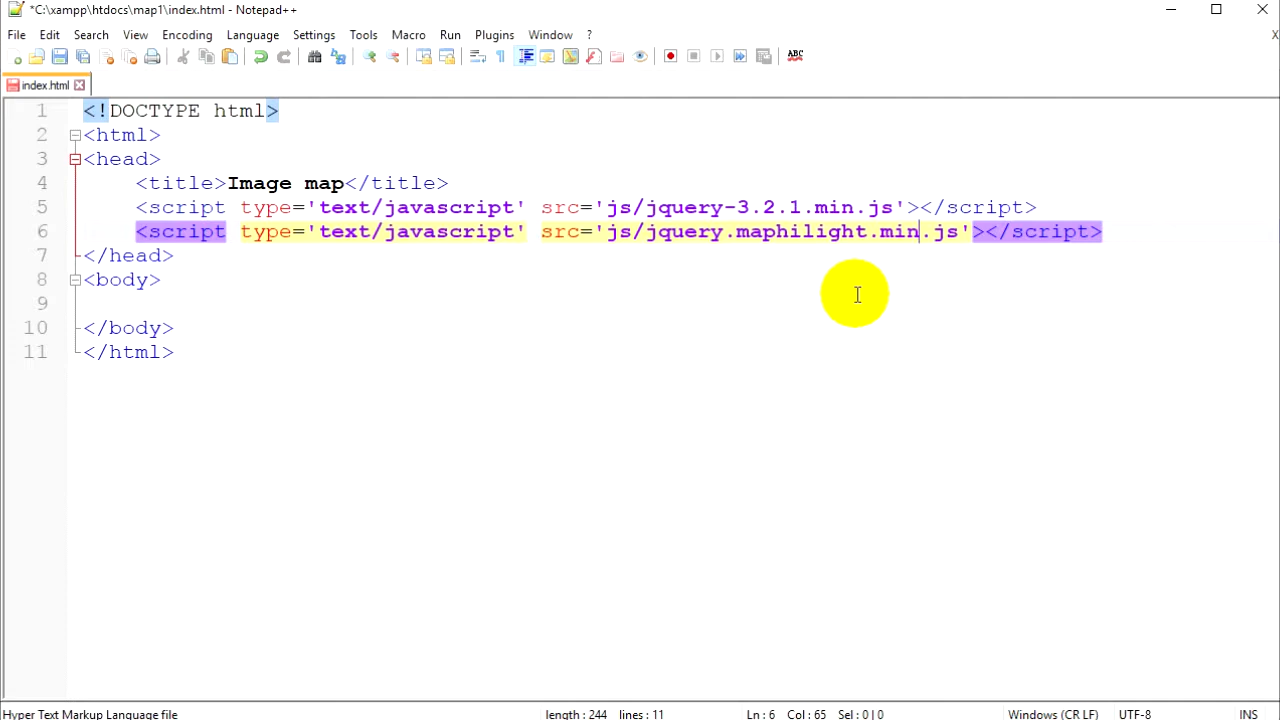 *C:\xampp\htdocs\map1\index.html - Notepad++
File Edit Search View Encoding Language Settings Tools Macro Run Plugins Window ? X
ABC
index.html
1 <!DOCTYPE html>
2 <html>
3 <head>
4 <title>Image map</title>
5 <script type='text/javascript' src='js/jquery-3.2.1.min.js'></script>
6 <script type='text/javascript' src='js/jquery.maphilight.min.js'></script>
7 </head>
8 <body>
9
10 </body>
11 </html>
Hyper Text Markup Language file length : 244 lines : 11 Ln : 6 Col : 65 Sel : 0 | 0 Windows (CR LF) UTF-8 INS